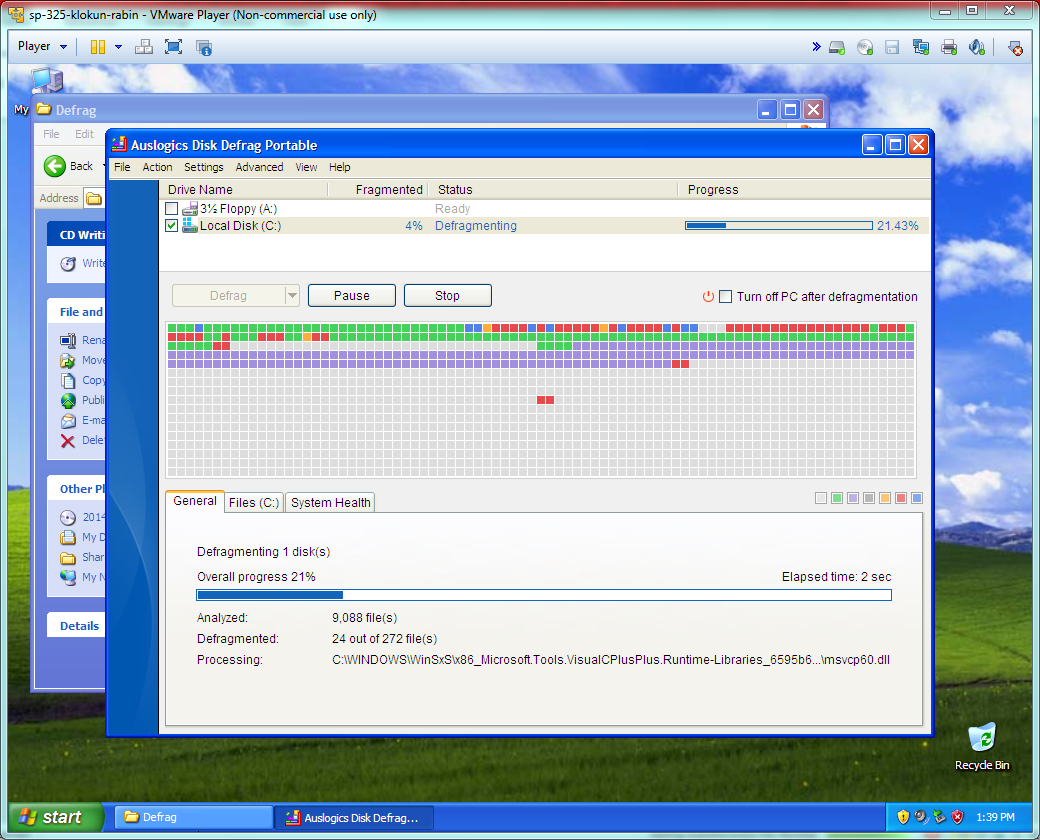 sp-325-klokun-rabin - VMware Player (Non-commercial use only)
Player
My
Defrag
File Edit
Back
Address
CD Writi
Write
File and
Rena
Move
Copy
Publi
E-ma
Delet
Other Pl
2014
My D
Shar
My N
Details
Auslogics Disk Defrag Portable
File Action Settings Advanced View Help
Drive Name Fragmented Status Progress
3½ Floppy (A:) Ready
Local Disk (C:) 4% Defragmenting 21.43%
Defrag Pause Stop Turn off PC after defragmentation
General Files (C:) System Health
Defragmenting 1 disk(s)
Overall progress 21% Elapsed time: 2 sec
Analyzed: 9,088 file(s)
Defragmented: 24 out of 272 file(s)
Processing: C:\WINDOWS\WinSxS\x86_Microsoft.Tools.VisualCPlusPlus.Runtime-Libraries_6595b6...\msvcp60.dll
Recycle Bin
start Defrag Auslogics Disk Defrag... 1:39 PM